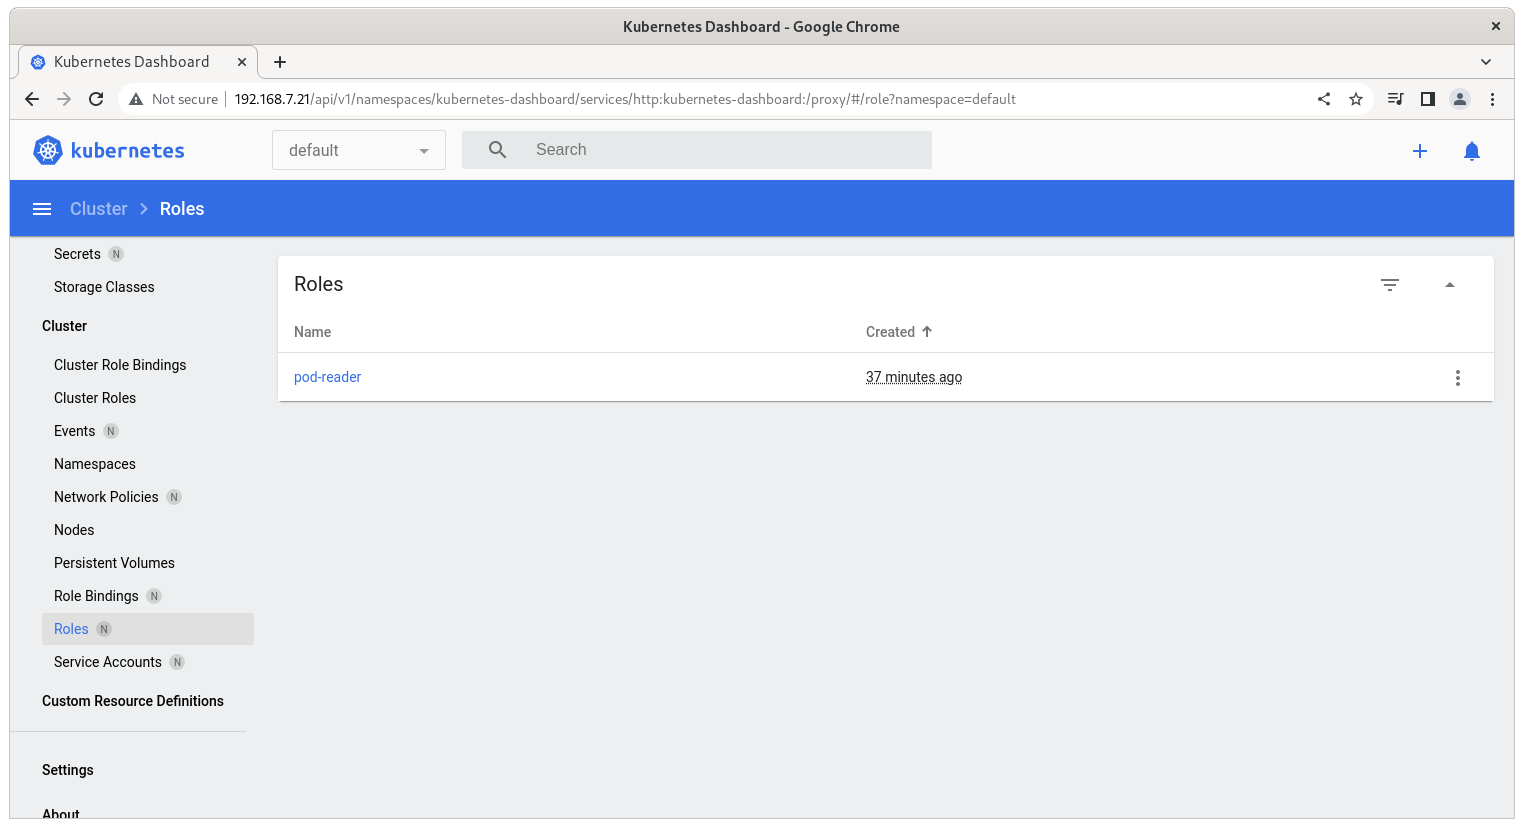 Kubernetes Dashboard - Google Chrome
Kubernetes Dashboard
Not secure
192.168.7.21/api/v1/namespaces/kubernetes-dashboard/services/http:kubernetes-dashboard:/proxy/#/role?namespace=default
kubernetes
default
Search
Cluster
Roles
Secrets N
Storage Classes
Cluster
Cluster Role Bindings
Cluster Roles
Events N
Namespaces
Network Policies N
Nodes
Persistent Volumes
Role Bindings N
Roles N
Service Accounts N
Custom Resource Definitions
Settings
About
Roles
Name
Created
pod-reader
37 minutes ago